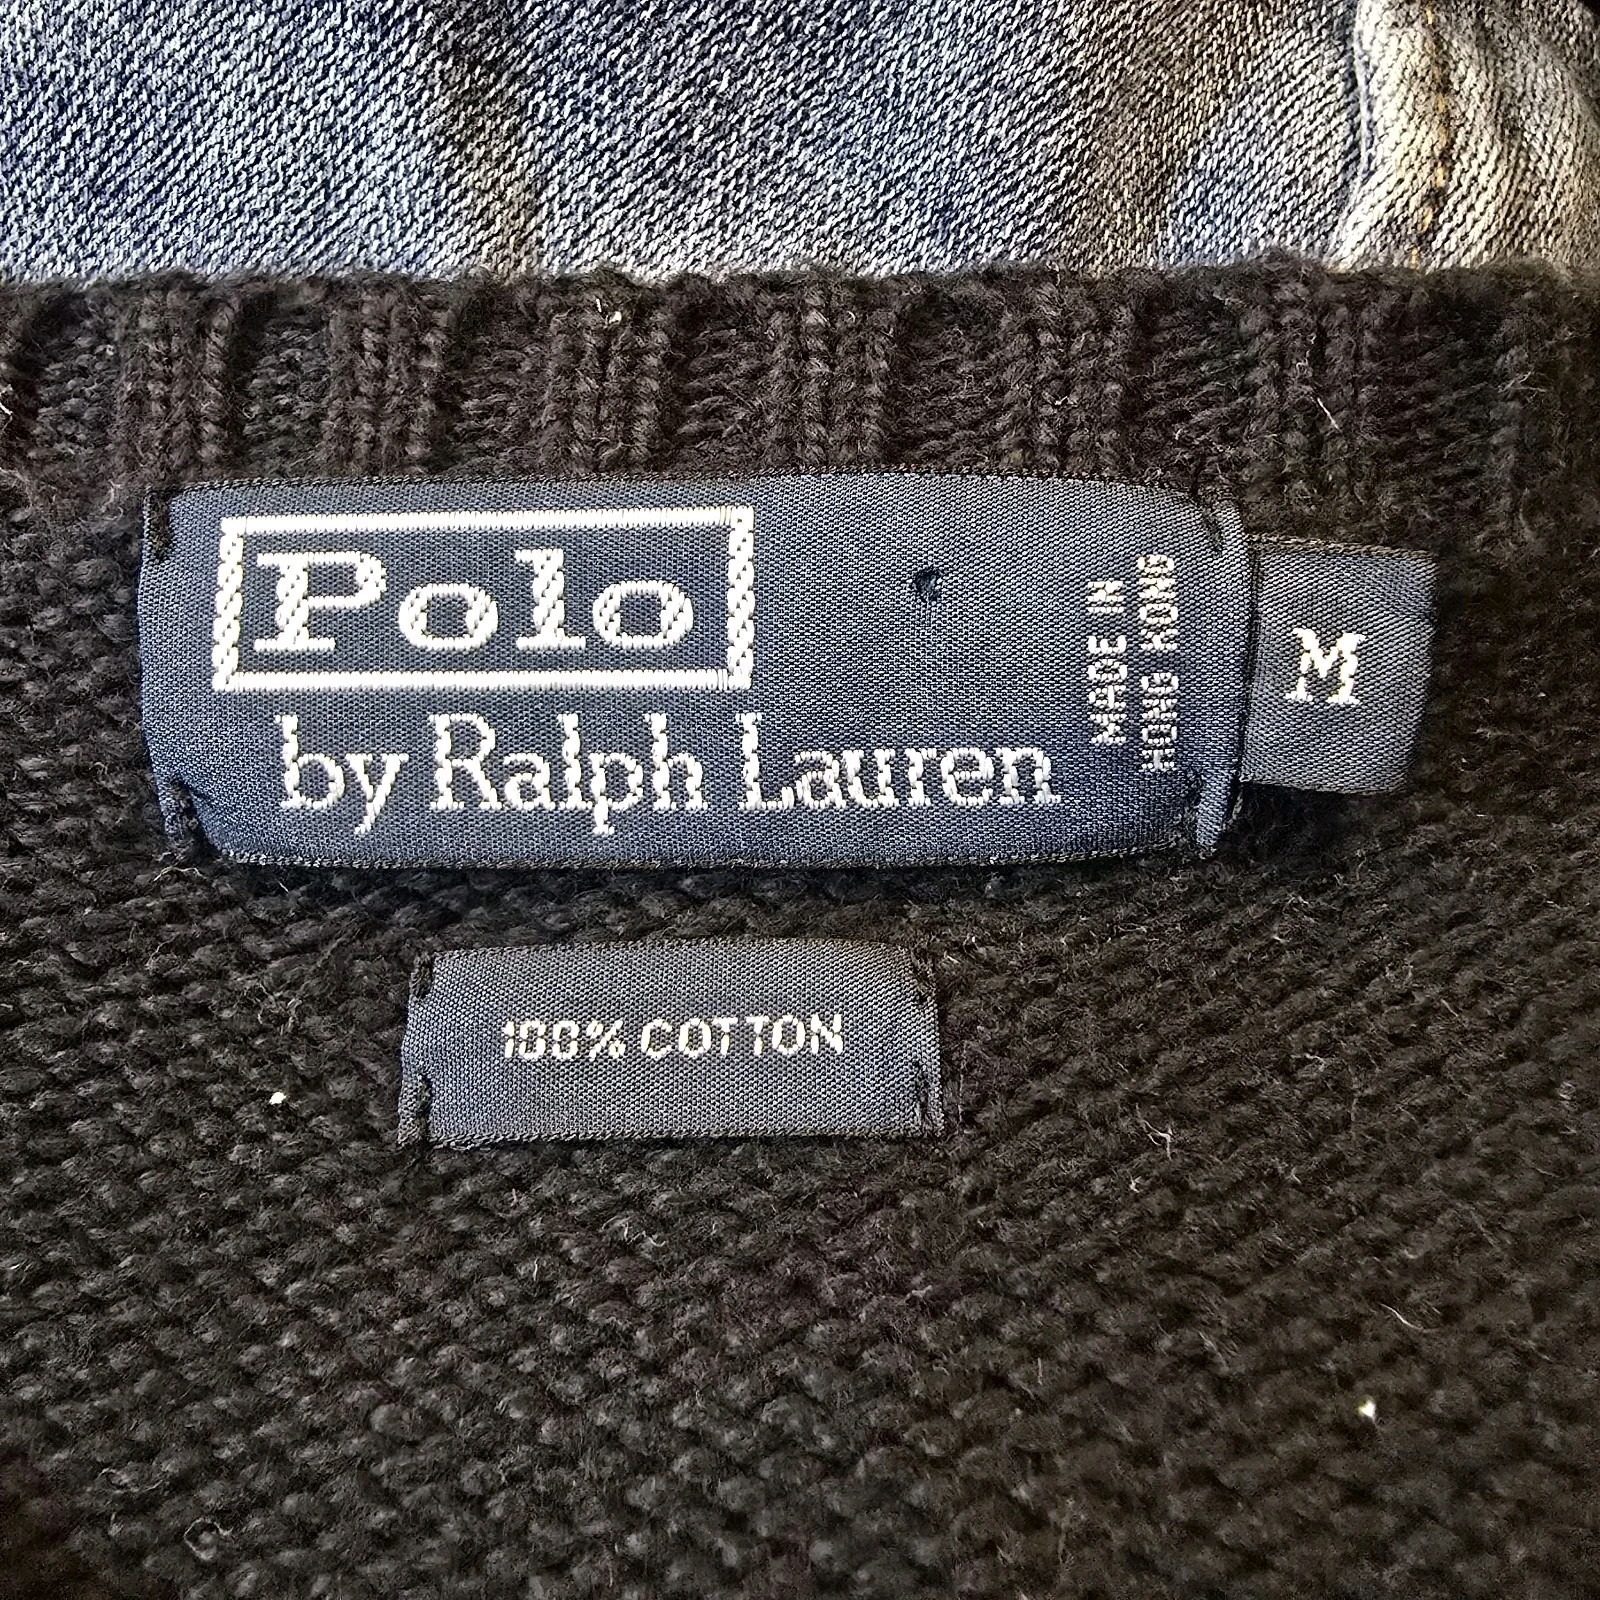 Polo
by Ralph Lauren
MADE IN
HONG KONG
M
100% COTTON